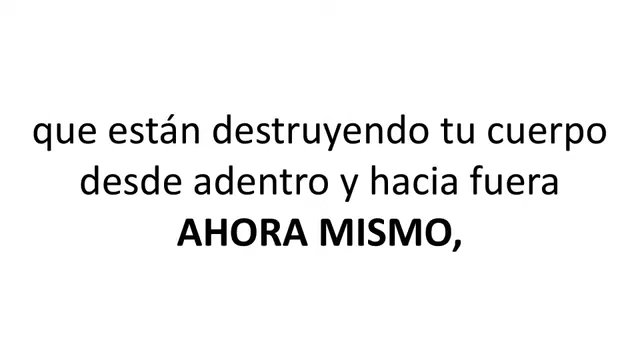 que están destruyendo tu cuerpo
desde adentro y hacia fuera
AHORA MISMO,